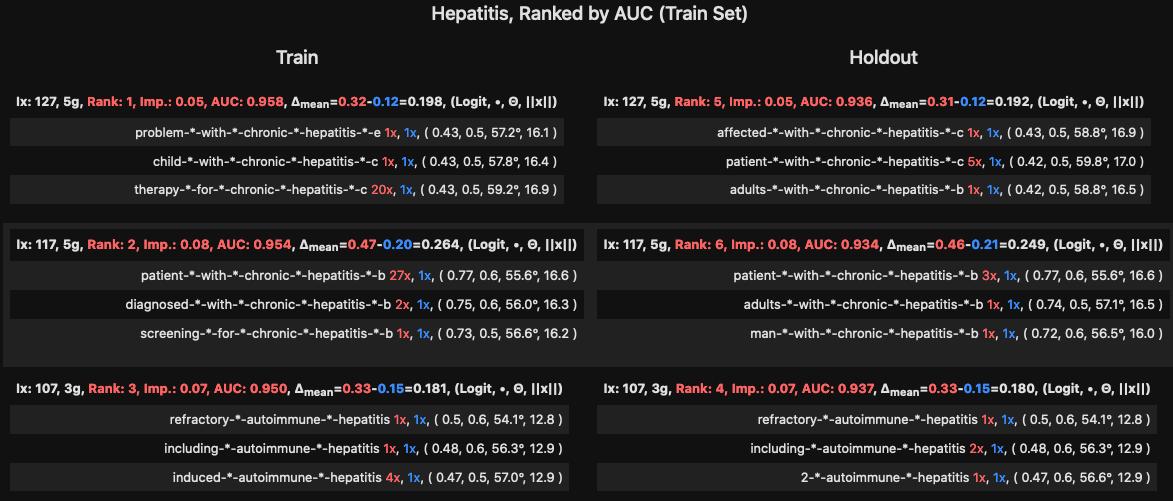 Hepatitis, Ranked by AUC (Train Set)
Train
Ix: 127, 5g, Rank: 1, Imp.: 0.05, AUC: 0.958, Δmean=0.32-0.12=0.198, (Logit, •, Θ, ||x||)
problem-*-with-*-chronic-*-hepatitis-*-e 1x, 1x, ( 0.43, 0.5, 57.2°, 16.1 )
child-*-with-*-chronic-*-hepatitis-*-c 1x, 1x, ( 0.43, 0.5, 57.8°, 16.4 )
therapy-*-for-*-chronic-*-hepatitis-*-c 20x, 1x, ( 0.43, 0.5, 59.2°, 16.9 )
Ix: 117, 5g, Rank: 2, Imp.: 0.08, AUC: 0.954, Δmean=0.47-0.20=0.264, (Logit, •, Θ, ||x||)
patient-*-with-*-chronic-*-hepatitis-*-b 27x, 1x, ( 0.77, 0.6, 55.6°, 16.6 )
diagnosed-*-with-*-chronic-*-hepatitis-*-b 2x, 1x, ( 0.75, 0.6, 56.0°, 16.3 )
screening-*-for-*-chronic-*-hepatitis-*-b 1x, 1x, ( 0.73, 0.5, 56.6°, 16.2 )
Ix: 107, 3g, Rank: 3, Imp.: 0.07, AUC: 0.950, Δmean=0.33-0.15=0.181, (Logit, •, Θ, ||x||)
refractory-*-autoimmune-*-hepatitis 1x, 1x, ( 0.5, 0.6, 54.1°, 12.8 )
including-*-autoimmune-*-hepatitis 1x, 1x, ( 0.48, 0.6, 56.3°, 12.9 )
induced-*-autoimmune-*-hepatitis 4x, 1x, ( 0.47, 0.5, 57.0°, 12.9 )
Holdout
Ix: 127, 5g, Rank: 5, Imp.: 0.05, AUC: 0.936, Δmean=0.31-0.12=0.192, (Logit, •, Θ, ||x||)
affected-*-with-*-chronic-*-hepatitis-*-c 1x, 1x, ( 0.43, 0.5, 58.8°, 16.9 )
patient-*-with-*-chronic-*-hepatitis-*-c 5x, 1x, ( 0.42, 0.5, 59.8°, 17.0 )
adults-*-with-*-chronic-*-hepatitis-*-b 1x, 1x, ( 0.42, 0.5, 58.8°, 16.5 )
Ix: 117, 5g, Rank: 6, Imp.: 0.08, AUC: 0.934, Δmean=0.46-0.21=0.249, (Logit, •, Θ, ||x||)
patient-*-with-*-chronic-*-hepatitis-*-b 3x, 1x, ( 0.77, 0.6, 55.6°, 16.6 )
adults-*-with-*-chronic-*-hepatitis-*-b 1x, 1x, ( 0.74, 0.5, 57.1°, 16.5 )
man-*-with-*-chronic-*-hepatitis-*-b 1x, 1x, ( 0.72, 0.6, 56.5°, 16.0 )
Ix: 107, 3g, Rank: 4, Imp.: 0.07, AUC: 0.937, Δmean=0.33-0.15=0.180, (Logit, •, Θ, ||x||)
refractory-*-autoimmune-*-hepatitis 1x, 1x, ( 0.5, 0.6, 54.1°, 12.8 )
including-*-autoimmune-*-hepatitis 2x, 1x, ( 0.48, 0.6, 56.3°, 12.9 )
2-*-autoimmune-*-hepatitis 1x, 1x, ( 0.47, 0.6, 56.6°, 12.9 )